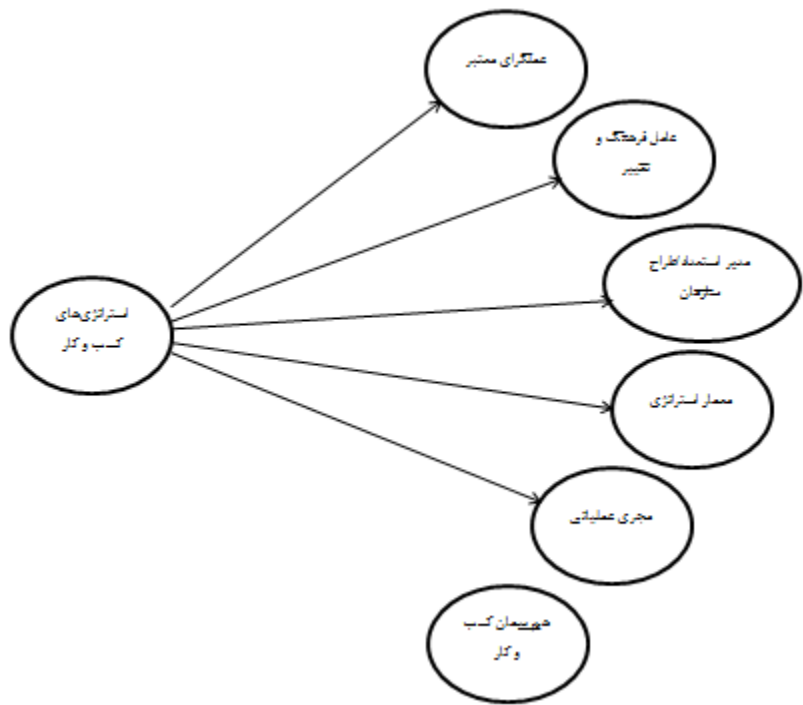 عملگرای معتبر
عامل فرهنگ و
تغییر
مدیر استعداد/طراح
سازمان
استراتژی‌های
کسب و کار
معمار استراتژی
مجری عملیاتی
هم‌پیمان کسب
و کار